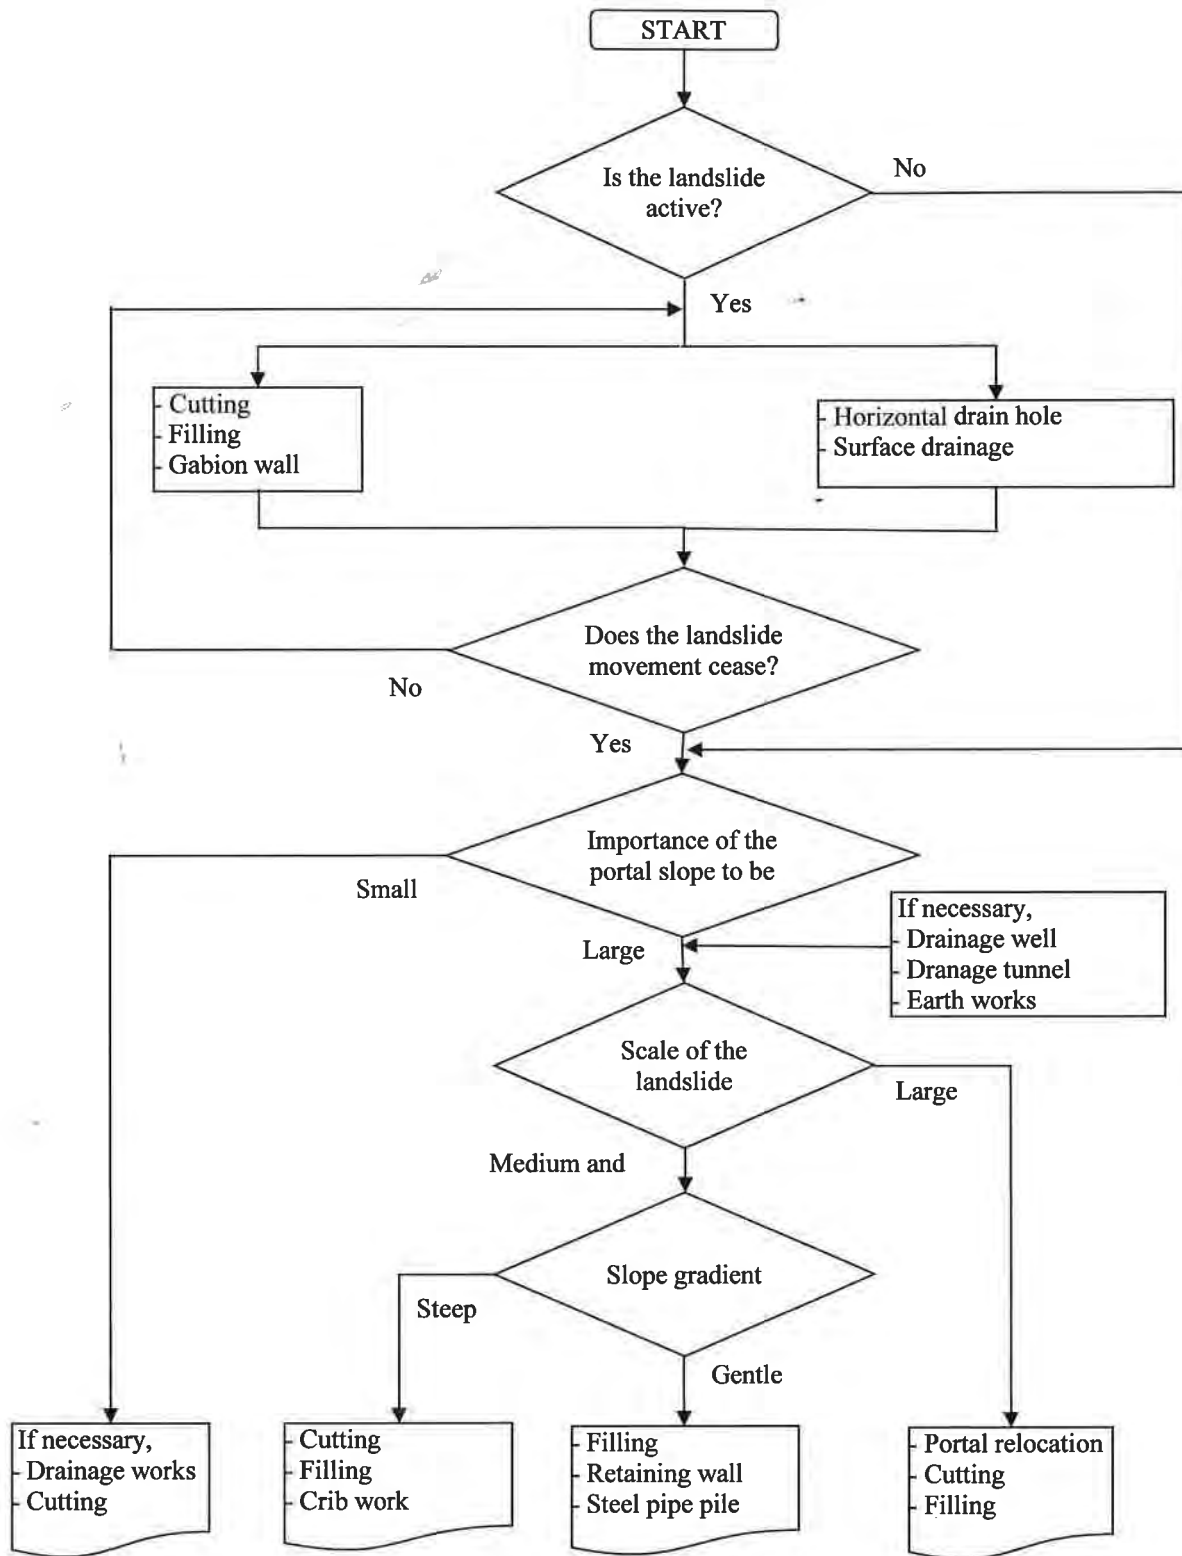 START
Is the landslide
active?
No
Yes
- Cutting
- Filling
- Gabion wall
- Horizontal drain hole
- Surface drainage
Does the landslide
movement cease?
No
Yes
Importance of the
portal slope to be
Small
If necessary,
- Drainage well
- Dranage tunnel
- Earth works
Large
Scale of the
landslide
Large
Medium and
Slope gradient
Steep
Gentle
If necessary,
- Drainage works
- Cutting
- Cutting
- Filling
- Crib work
- Filling
- Retaining wall
- Steel pipe pile
- Portal relocation
- Cutting
- Filling